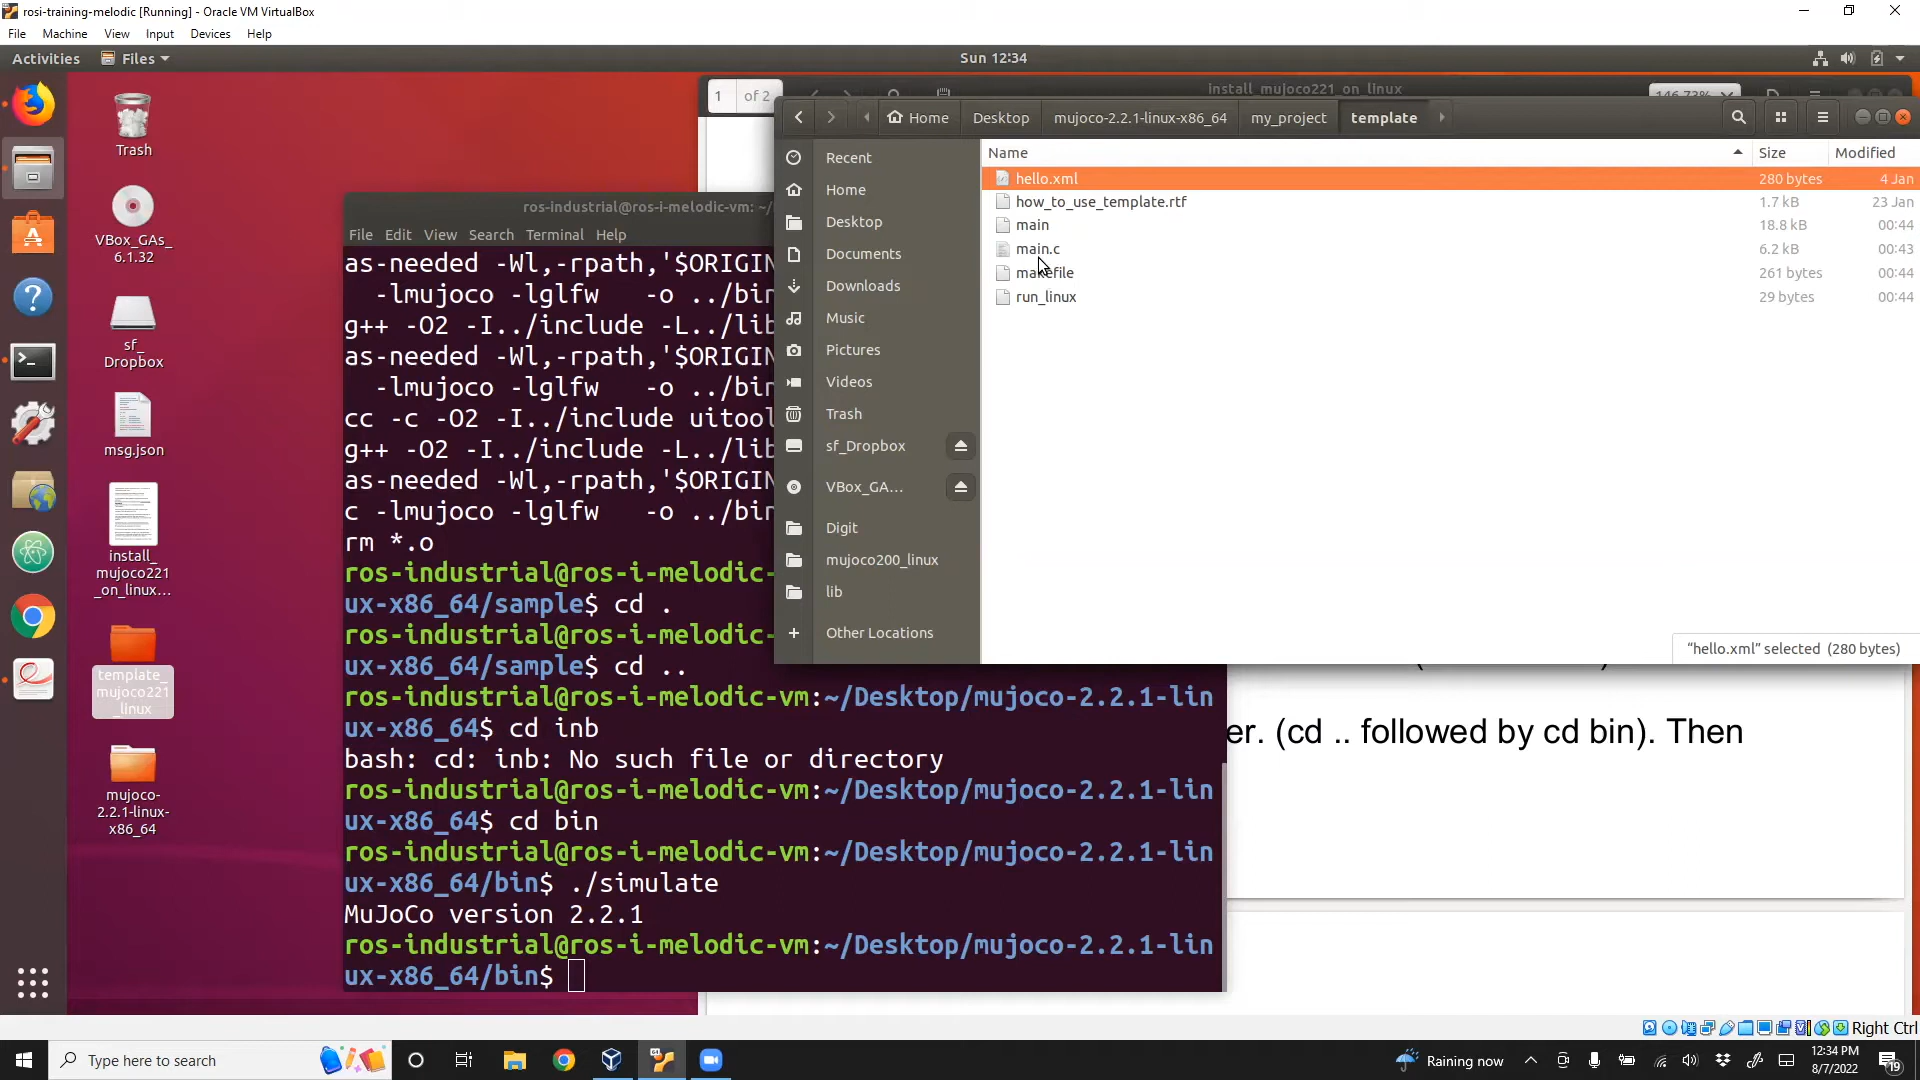 rosi-training-melodic [Running] - Oracle VM VirtualBox
File Machine View Input Devices Help
Activities Files Sun 12:34
Trash
VBox_GAs_
6.1.32
sf_
Dropbox
msg.json
install_
mujoco221
_on_linux...
template_
mujoco221
_linux
mujoco-
2.2.1-linux-
x86_64
1 of 2 install_mujoco221_on_linux 146.73%
Home Desktop mujoco-2.2.1-linux-x86_64 my_project template
Recent
Home
Desktop
Documents
Downloads
Music
Pictures
Videos
Trash
sf_Dropbox
VBox_GA...
Digit
mujoco200_linux
lib
Other Locations
Name Size Modified
hello.xml 280 bytes 4 Jan
how_to_use_template.rtf 1.7 kB 23 Jan
main 18.8 kB 00:44
main.c 6.2 kB 00:43
makefile 261 bytes 00:44
run_linux 29 bytes 00:44
"hello.xml" selected (280 bytes)
ros-industrial@ros-i-melodic-vm: ~/
File Edit View Search Terminal Help
as-needed -Wl,-rpath,'$ORIGIN
-lmujoco -lglfw -o ../bin
g++ -O2 -I../include -L../lib
as-needed -Wl,-rpath,'$ORIGIN
-lmujoco -lglfw -o ../bin
cc -c -O2 -I../include uitool
g++ -O2 -I../include -L../lib
as-needed -Wl,-rpath,'$ORIGIN
c -lmujoco -lglfw -o ../bin
rm *.o
ros-industrial@ros-i-melodic-
ux-x86_64/sample$ cd .
ros-industrial@ros-i-melodic-
ux-x86_64/sample$ cd ..
ros-industrial@ros-i-melodic-vm:~/Desktop/mujoco-2.2.1-lin
ux-x86_64$ cd inb
bash: cd: inb: No such file or directory
ros-industrial@ros-i-melodic-vm:~/Desktop/mujoco-2.2.1-lin
ux-x86_64$ cd bin
ros-industrial@ros-i-melodic-vm:~/Desktop/mujoco-2.2.1-lin
ux-x86_64/bin$ ./simulate
MuJoCo version 2.2.1
ros-industrial@ros-i-melodic-vm:~/Desktop/mujoco-2.2.1-lin
ux-x86_64/bin$
er. (cd .. followed by cd bin). Then
Right Ctrl
Type here to search
Raining now
12:34 PM
8/7/2022
19